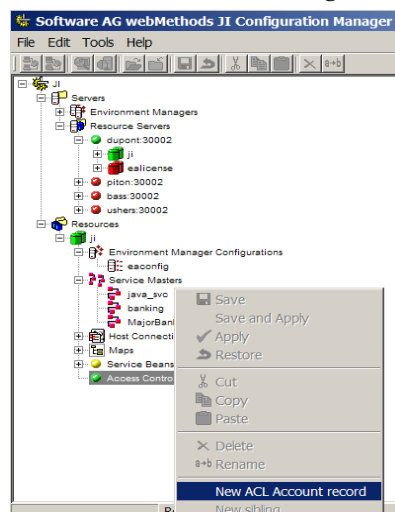 Software AG webMethods JI Configuration Manager
File Edit Tools Help
JI
Servers
Environment Managers
Resource Servers
dupont:30002
ji
ealicense
piton:30002
bass:30002
ushers:30002
Resources
ji
Environment Manager Configurations
eaconfig
Service Masters
java_svc
banking
MajorBan
Host Connecti
Maps
Service Beans
Access Contro
Save
Save and Apply
Apply
Restore
Cut
Copy
Paste
Delete
a→b Rename
New ACL Account record
New sibling